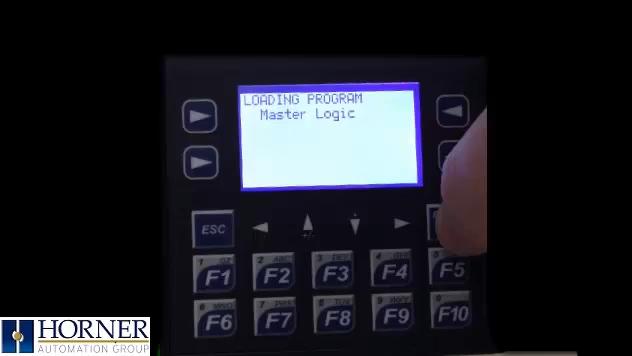 LOADING PROGRAM
Master Logic
ESC
F1
F2
F3
F4
F5
F6
F7
F8
F9
F10
HORNER
AUTOMATION GROUP